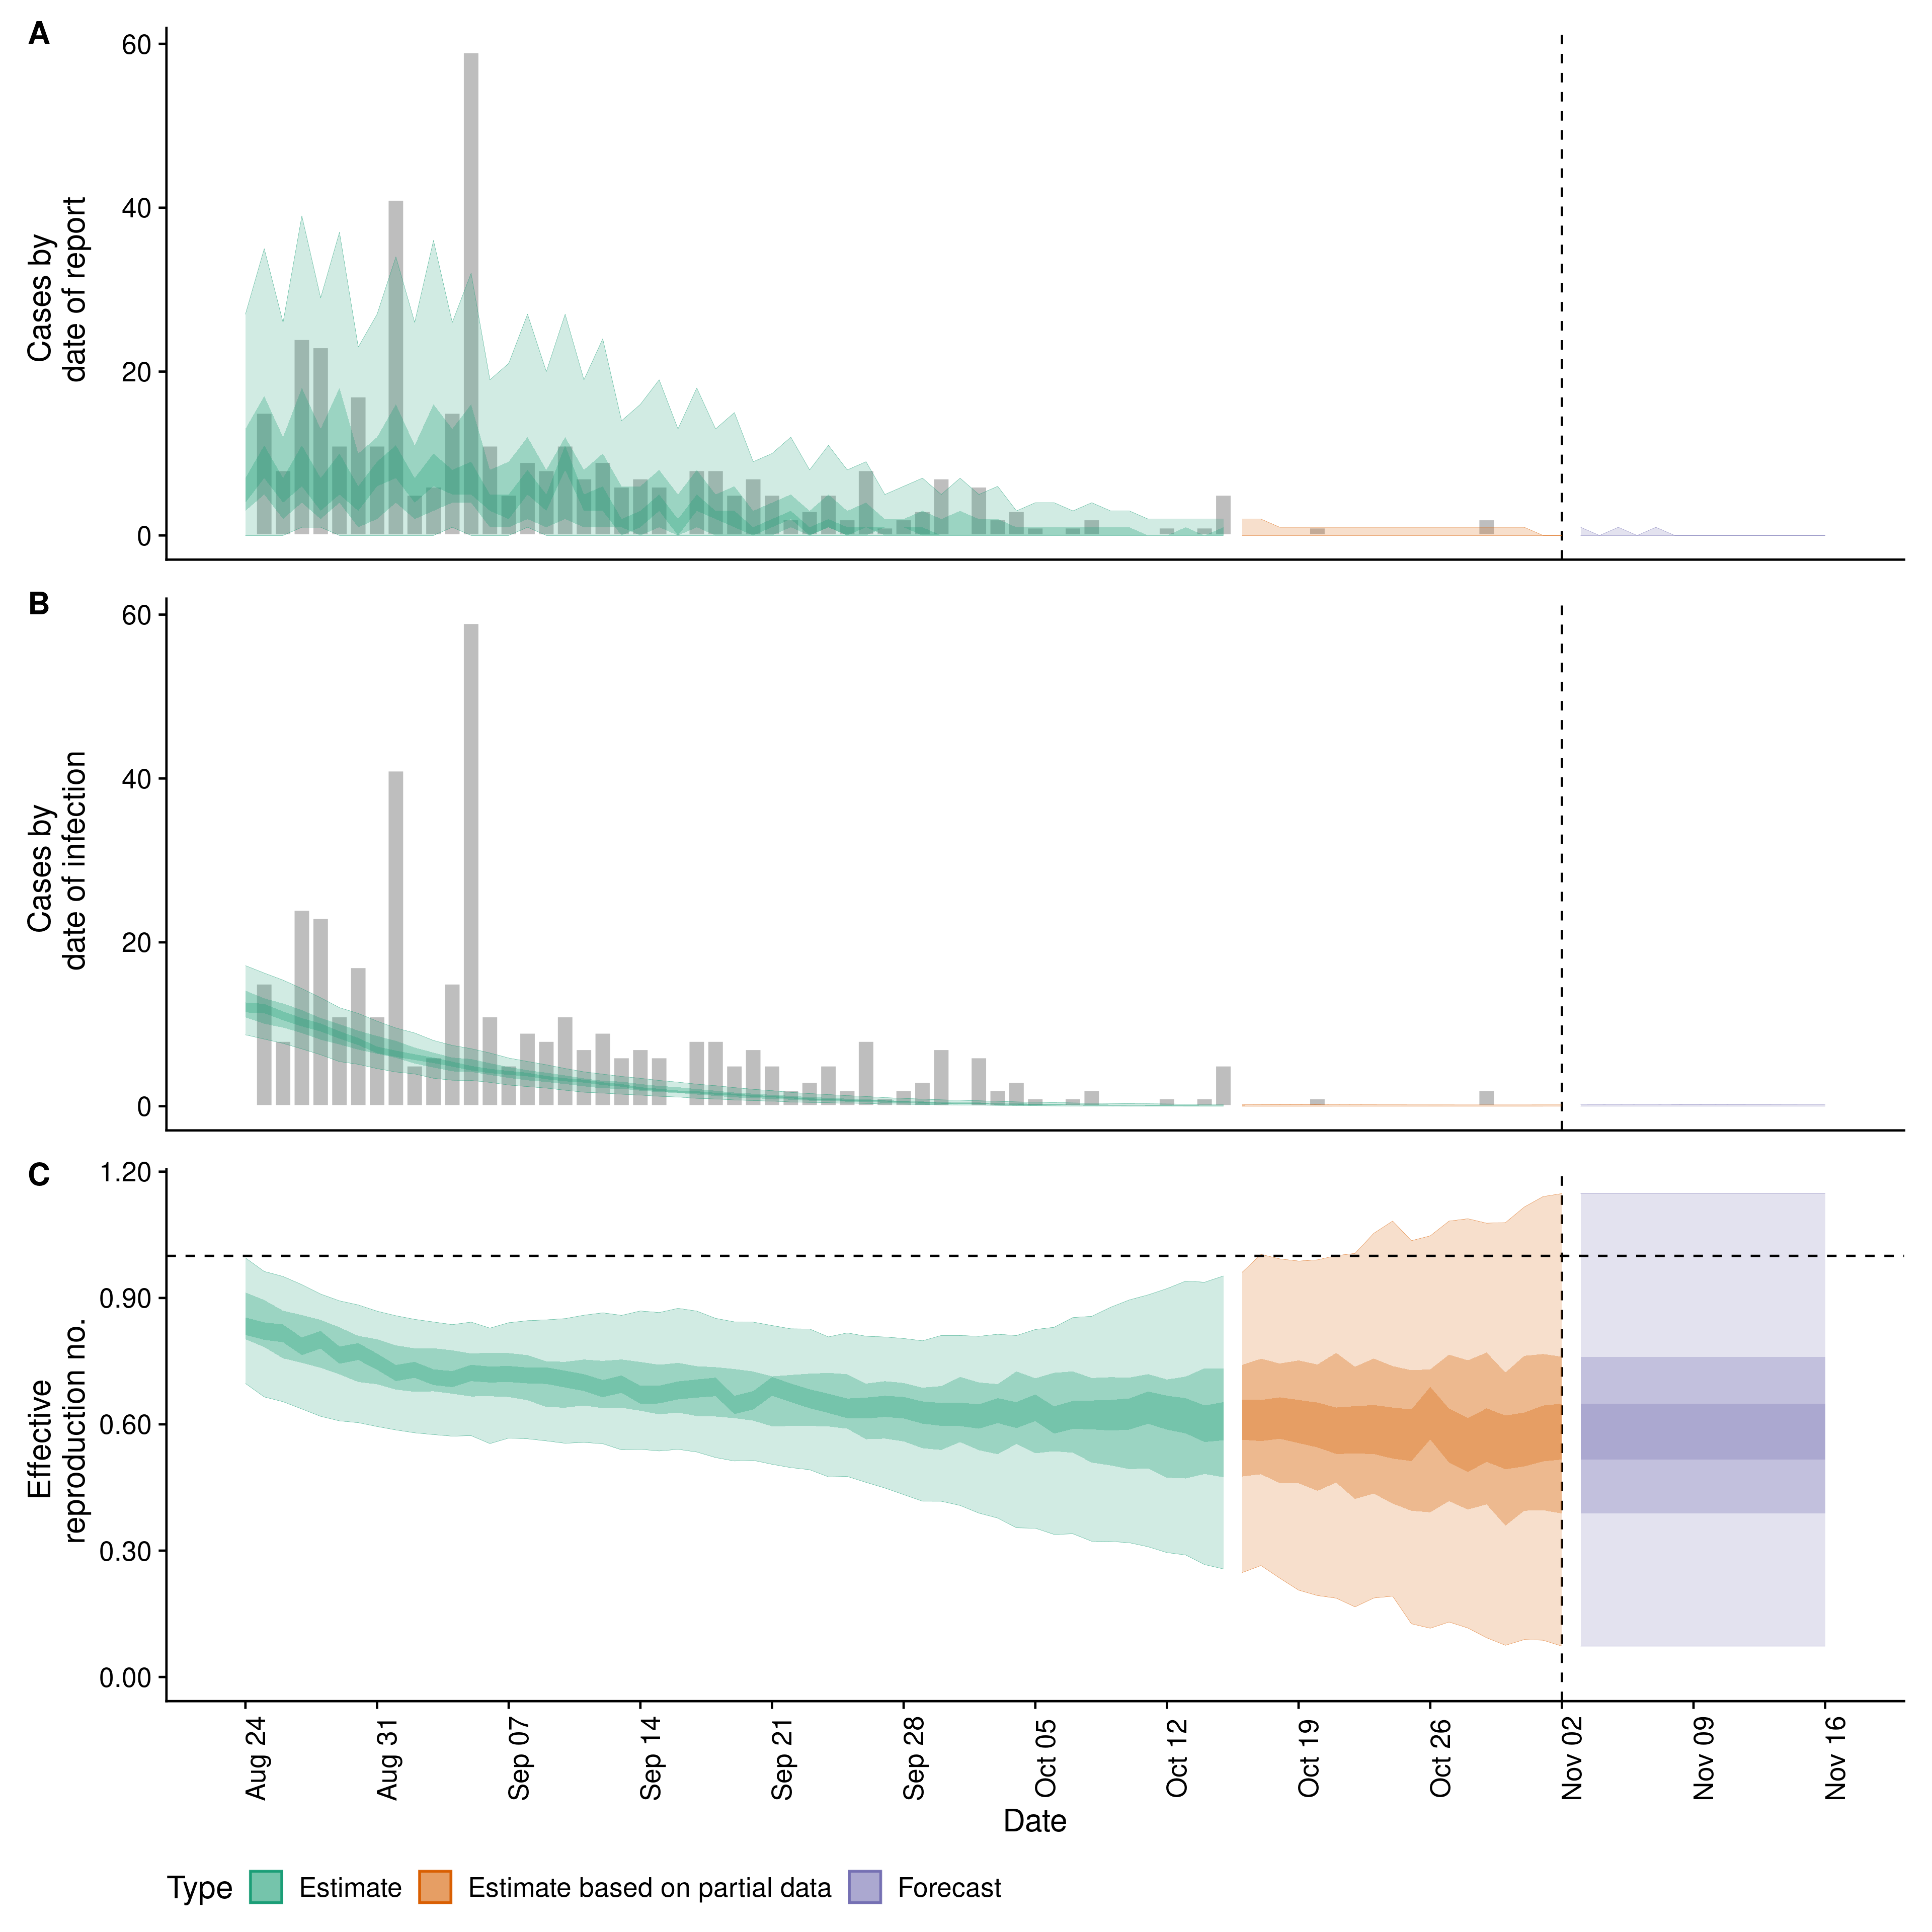 A
Cases by
date of report
60
40
20
0
B
Cases by
date of infection
60
40
20
0
C
Effective
reproduction no.
1.20
0.90
0.60
0.30
0.00
Aug 24
Aug 31
Sep 07
Sep 14
Sep 21
Sep 28
Oct 05
Oct 12
Oct 19
Oct 26
Nov 02
Nov 09
Nov 16
Date
Type Estimate Estimate based on partial data Forecast